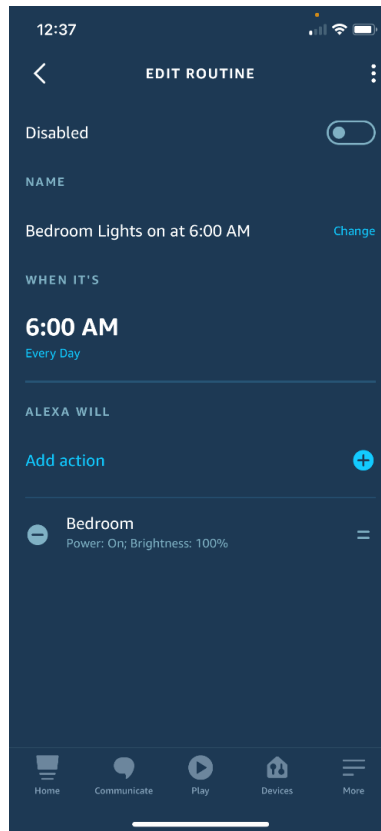 12:37
EDIT ROUTINE
Disabled
NAME
Bedroom Lights on at 6:00 AM
Change
WHEN IT'S
6:00 AM
Every Day
ALEXA WILL
Add action
Bedroom
Power: On; Brightness: 100%
Home
Communicate
Play
Devices
More